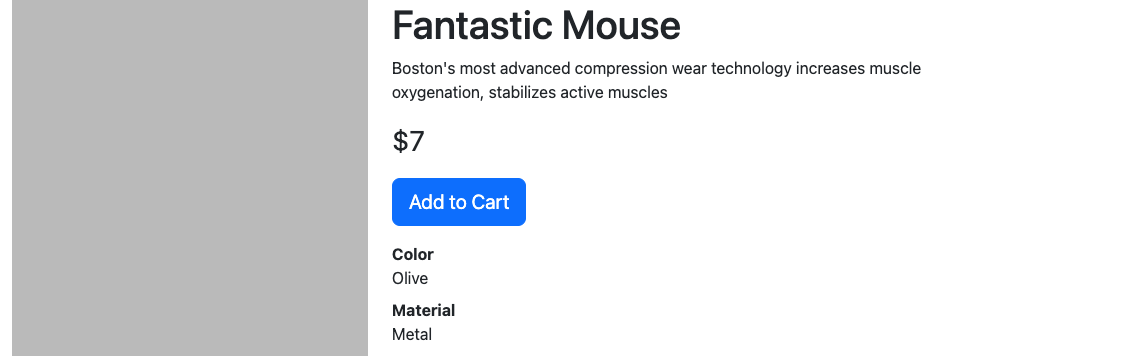 Fantastic Mouse
Boston's most advanced compression wear technology increases muscle
oxygenation, stabilizes active muscles
$7
Add to Cart
Color
Olive
Material
Metal